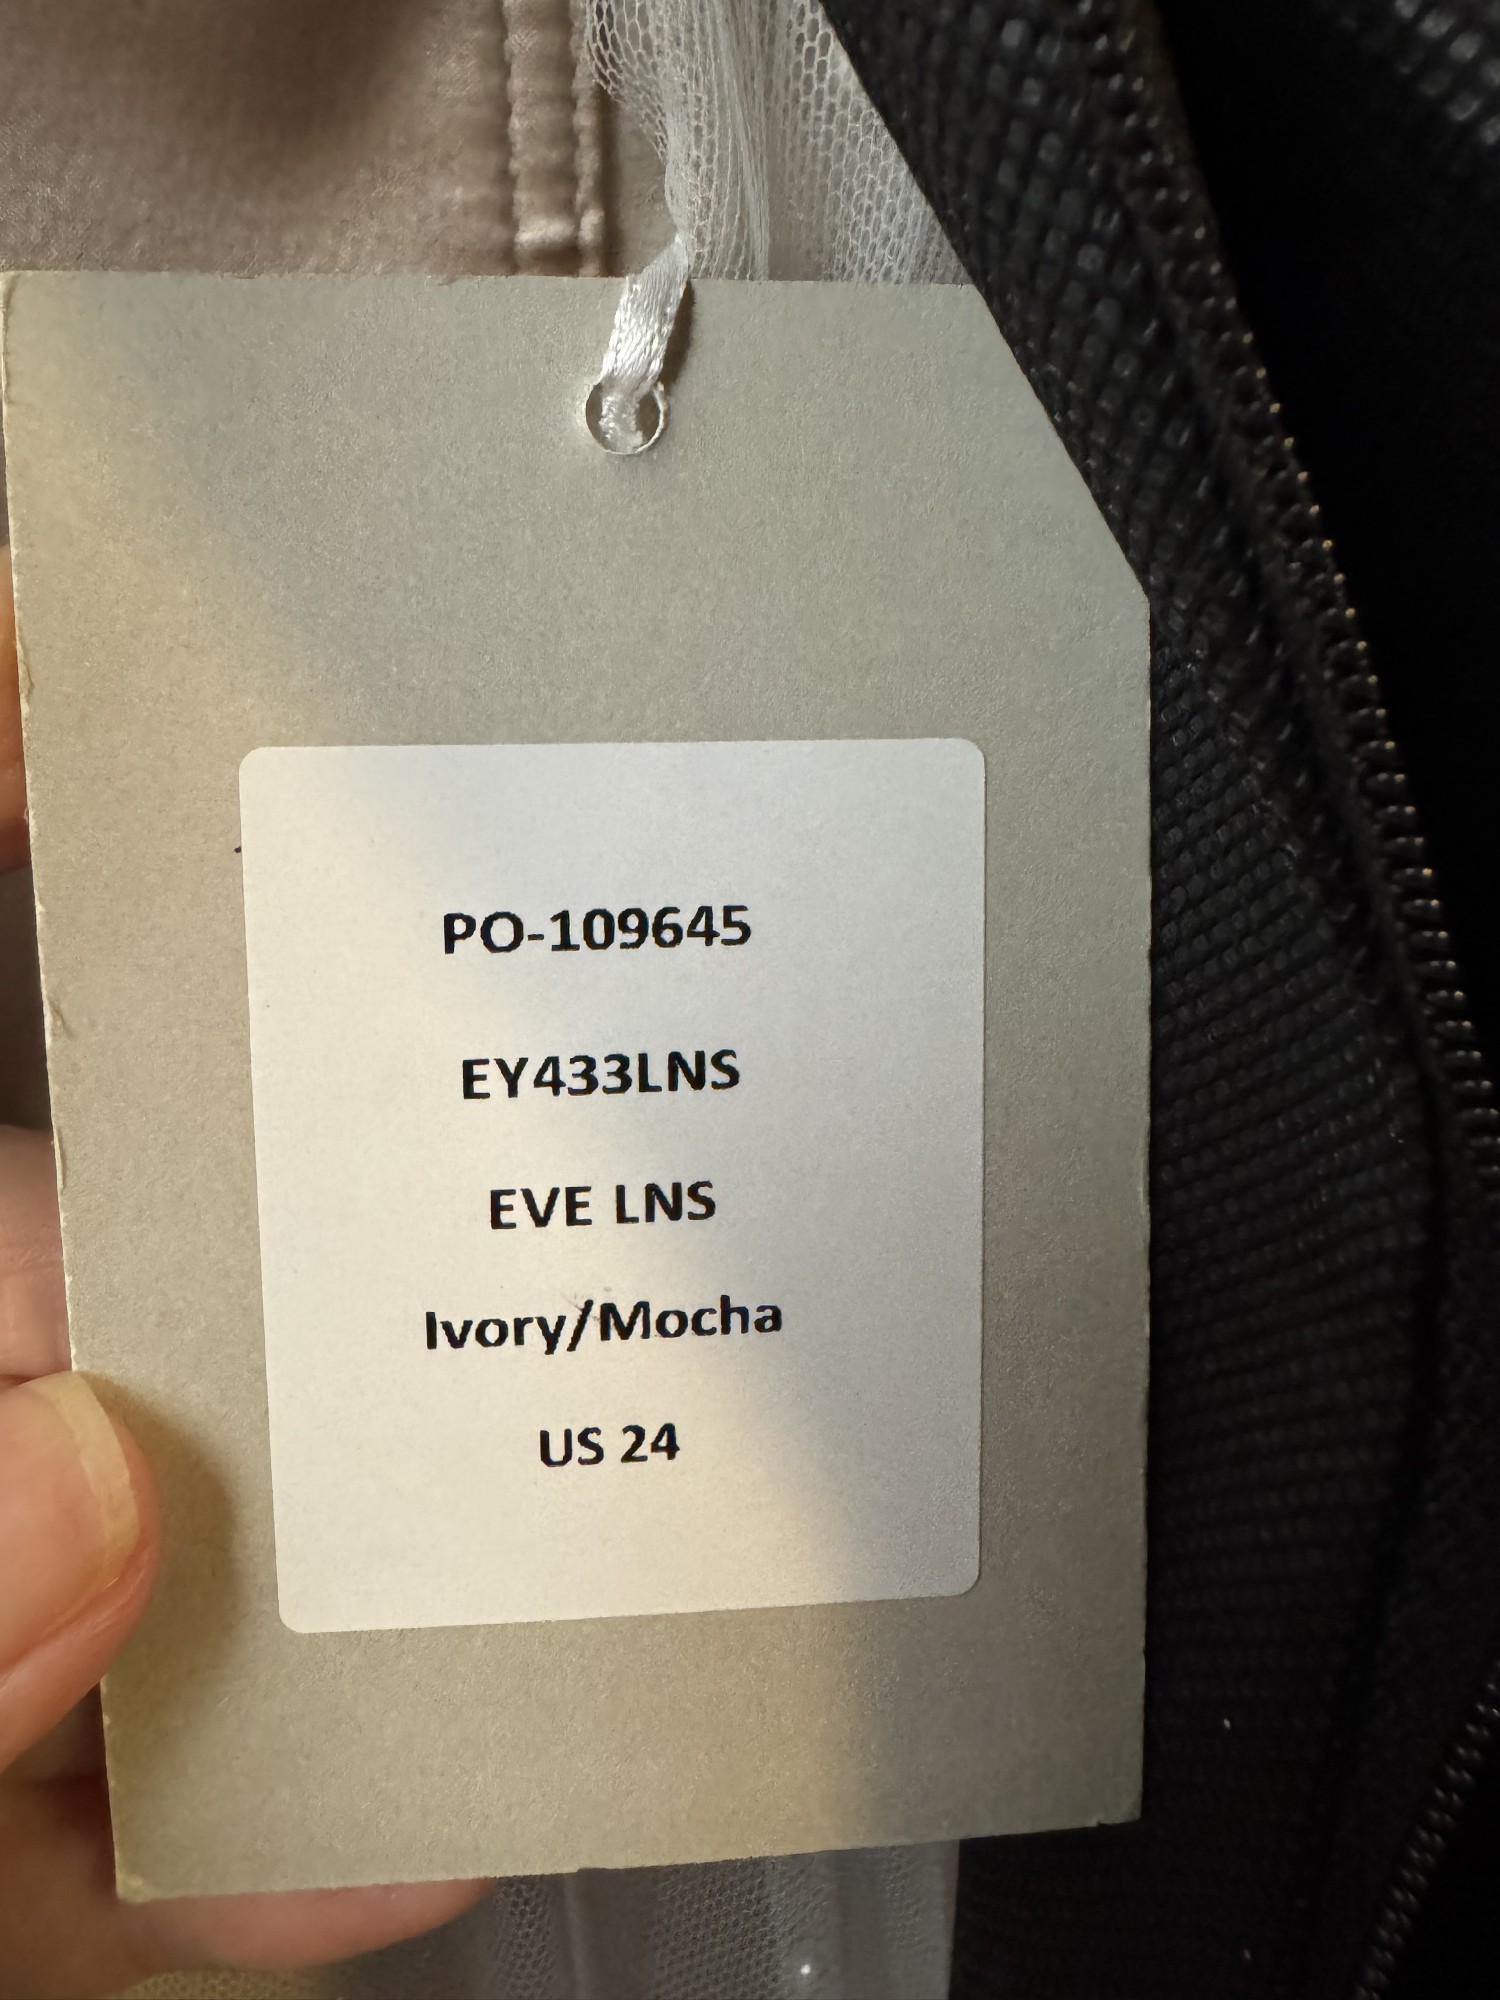 PO-109645
EY433LNS
EVE LNS
Ivory/Mocha
US 24